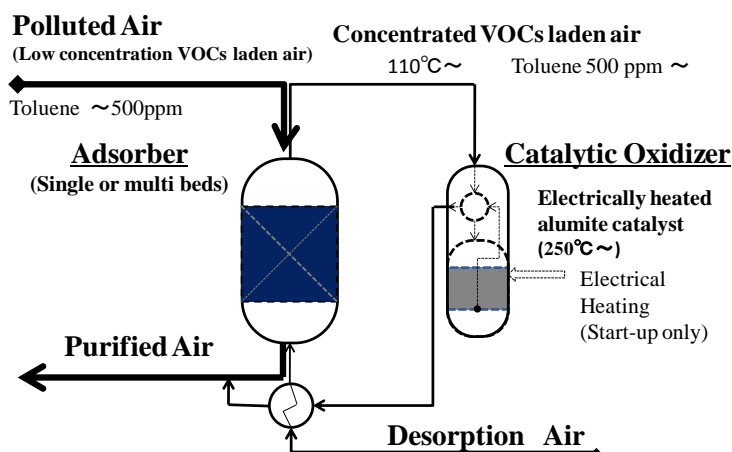 Polluted Air
(Low concentration VOCs laden air)
Toluene ～500ppm
Concentrated VOCs laden air
110℃～ Toluene 500 ppm ～
Adsorber
(Single or multi beds)
Catalytic Oxidizer
Electrically heated
alumite catalyst
(250℃～)
Electrical
Heating
(Start-up only)
Purified Air
Desorption Air